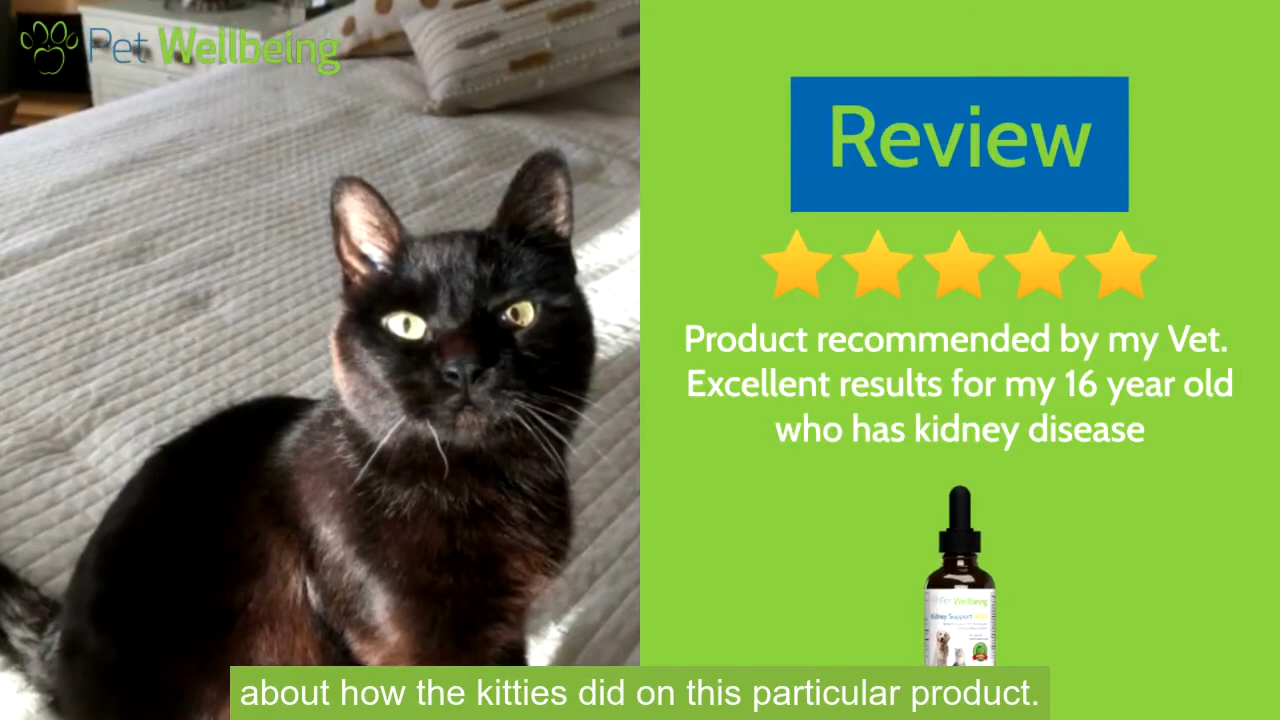 Pet Wellbeing
Review
Product recommended by my Vet.
Excellent results for my 16 year old
who has kidney disease
Pet Wellbeing
Kidney Support
about how the kitties did on this particular product.